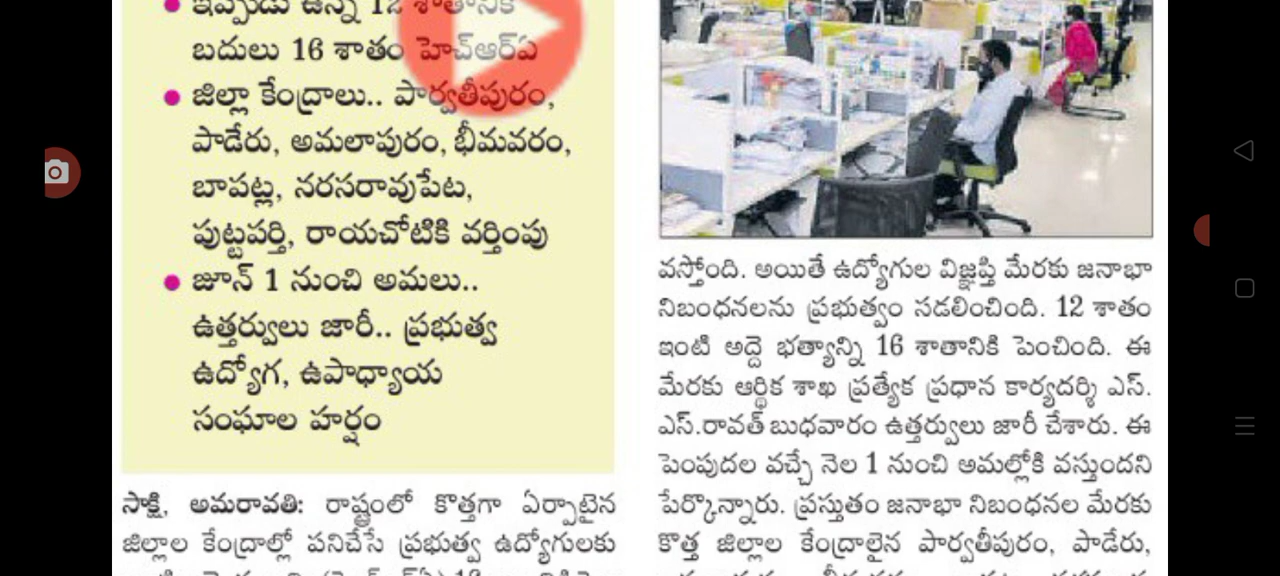 ఇప్పుడు ఉన్న 12 శాతానికి
బదులు 16 శాతం హెచ్ఆర్ఏ
జిల్లా కేంద్రాలు.. పార్వతీపురం,
పాడేరు, అమలాపురం, భీమవరం,
బాపట్ల, నరసరావుపేట,
పుట్టపర్తి, రాయచోటికి వర్తింపు
జూన్ 1 నుంచి అమలు..
ఉత్తర్వులు జారీ.. ప్రభుత్వ
ఉద్యోగ, ఉపాధ్యాయ
సంఘాల హర్షం
సాక్షి, అమరావతి: రాష్ట్రంలో కొత్తగా ఏర్పాటైన
జిల్లాల కేంద్రాల్లో పనిచేసే ప్రభుత్వ ఉద్యోగులకు
వస్తోంది. అయితే ఉద్యోగుల విజ్ఞప్తి మేరకు జనాభా
నిబంధనలను ప్రభుత్వం సడలించింది. 12 శాతం
ఇంటి అద్దె భత్యాన్ని 16 శాతానికి పెంచింది. ఈ
మేరకు ఆర్థిక శాఖ ప్రత్యేక ప్రధాన కార్యదర్శి ఎస్.
ఎస్.రావత్ బుధవారం ఉత్తర్వులు జారీ చేశారు. ఈ
పెంపుదల వచ్చే నెల 1 నుంచి అమల్లోకి వస్తుందని
పేర్కొన్నారు. ప్రస్తుతం జనాభా నిబంధనల మేరకు
కొత్త జిల్లాల కేంద్రాలైన పార్వతీపురం, పాడేరు,